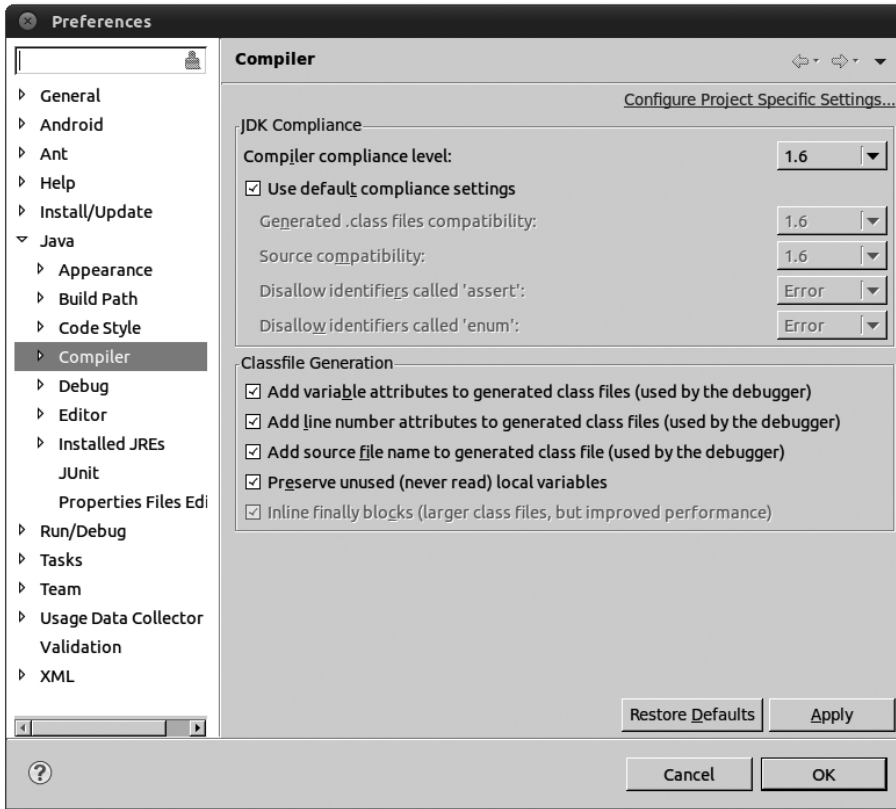 Preferences
General
Android
Ant
Help
Install/Update
Java
Appearance
Build Path
Code Style
Compiler
Debug
Editor
Installed JREs
JUnit
Properties Files Edi
Run/Debug
Tasks
Team
Usage Data Collector
Validation
XML
Compiler
Configure Project Specific Settings...
JDK Compliance
Compiler compliance level: 1.6
Use default compliance settings
Generated .class files compatibility: 1.6
Source compatibility: 1.6
Disallow identifiers called 'assert': Error
Disallow identifiers called 'enum': Error
Classfile Generation
Add variable attributes to generated class files (used by the debugger)
Add line number attributes to generated class files (used by the debugger)
Add source file name to generated class file (used by the debugger)
Preserve unused (never read) local variables
Inline finally blocks (larger class files, but improved performance)
Restore Defaults Apply
? Cancel OK